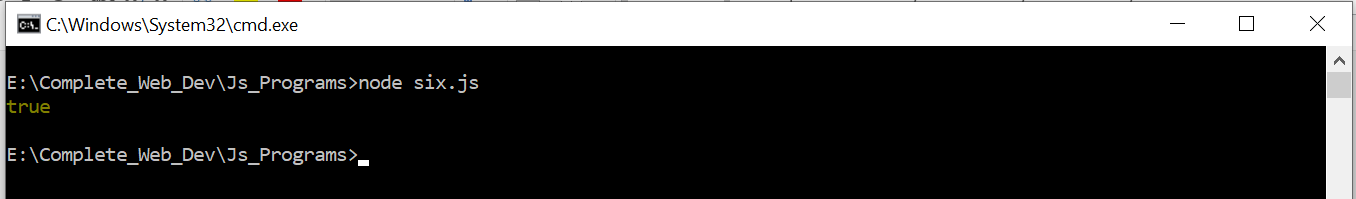 C:\Windows\System32\cmd.exe
E:\Complete_Web_Dev\Js_Programs>node six.js
true
E:\Complete_Web_Dev\Js_Programs>